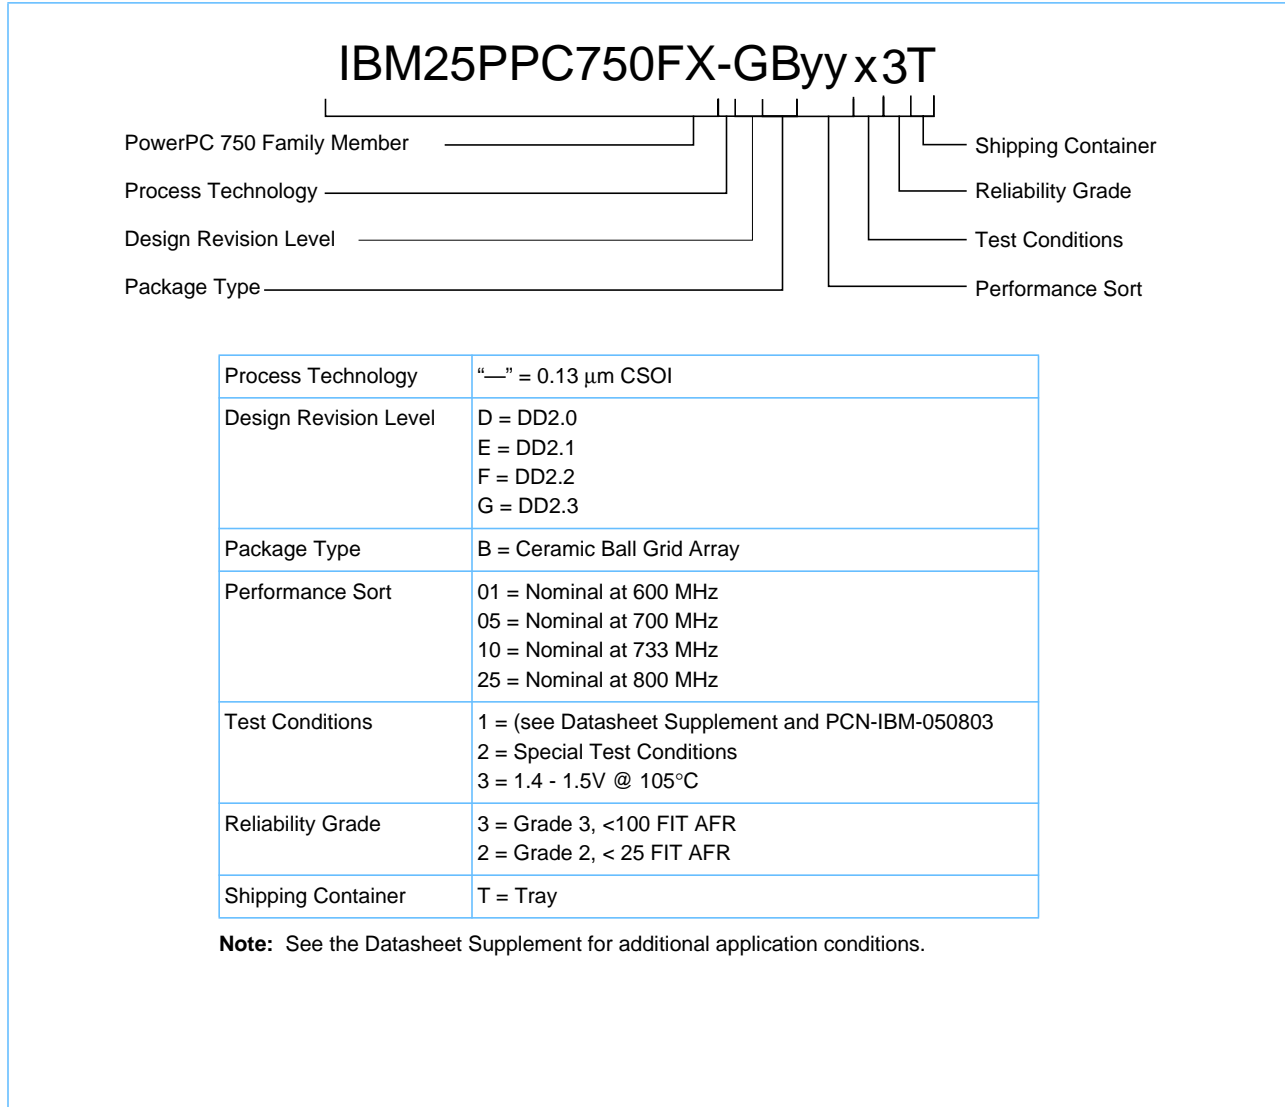 IBM25PPC750FX-GByyx3T
PowerPC 750 Family Member
Process Technology
Design Revision Level
Package Type
Shipping Container
Reliability Grade
Test Conditions
Performance Sort
Process Technology “—” = 0.13 μm CSOI
Design Revision Level D = DD2.0
E = DD2.1
F = DD2.2
G = DD2.3
Package Type B = Ceramic Ball Grid Array
Performance Sort 01 = Nominal at 600 MHz
05 = Nominal at 700 MHz
10 = Nominal at 733 MHz
25 = Nominal at 800 MHz
Test Conditions 1 = (see Datasheet Supplement and PCN-IBM-050803
2 = Special Test Conditions
3 = 1.4 - 1.5V @ 105°C
Reliability Grade 3 = Grade 3, <100 FIT AFR
2 = Grade 2, < 25 FIT AFR
Shipping Container T = Tray
Note: See the Datasheet Supplement for additional application conditions.